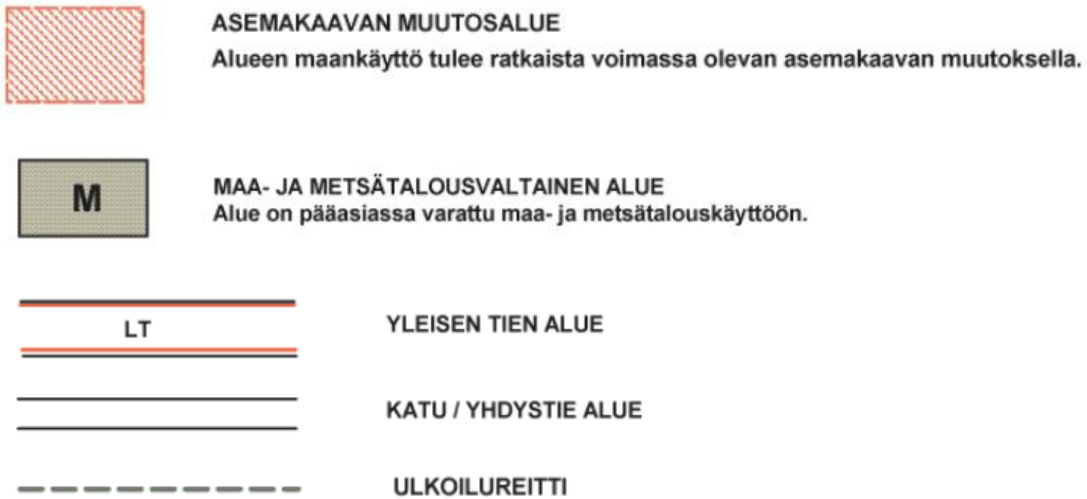 ASEMAKAAVAN MUUTOSALUE
Alueen maankäyttö tulee ratkaista voimassa olevan asemakaavan muutoksella.
M
MAA- JA METSÄTALOUSVALTAINEN ALUE
Alue on pääasiassa varattu maa- ja metsätalouskäyttöön.
LT
YLEISEN TIEN ALUE
KATU / YHDYSTIE ALUE
ULKOILUREITTI